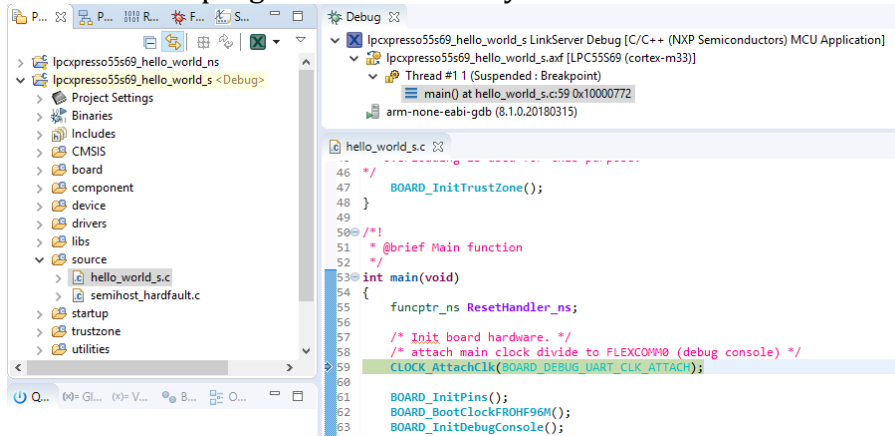 P... P... R... F... S...
lpcxpresso55s69_hello_world_ns
lpcxpresso55s69_hello_world_s <Debug>
Project Settings
Binaries
Includes
CMSIS
board
component
device
drivers
libs
source
hello_world_s.c
semihost_hardfault.c
startup
trustzone
utilities
Q... (x)= Gl... (x)= V... B... O...
Debug
lpcxpresso55s69_hello_world_s LinkServer Debug [C/C++ (NXP Semiconductors) MCU Application]
lpcxpresso55s69_hello_world_s.axf [LPC55S69 (cortex-m33)]
Thread #1 1 (Suspended : Breakpoint)
main() at hello_world_s.c:59 0x10000772
arm-none-eabi-gdb (8.1.0.20180315)
hello_world_s.c
46 */
47 BOARD_InitTrustZone();
48 }
49
50 /*!
51 * @brief Main function
52 */
53 int main(void)
54 {
55 funcptr_ns ResetHandler_ns;
56
57 /* Init board hardware. */
58 /* attach main clock divide to FLEXCOMM0 (debug console) */
59 CLOCK_AttachClk(BOARD_DEBUG_UART_CLK_ATTACH);
60
61 BOARD_InitPins();
62 BOARD_BootClockFROHF96M();
63 BOARD_InitDebugConsole();